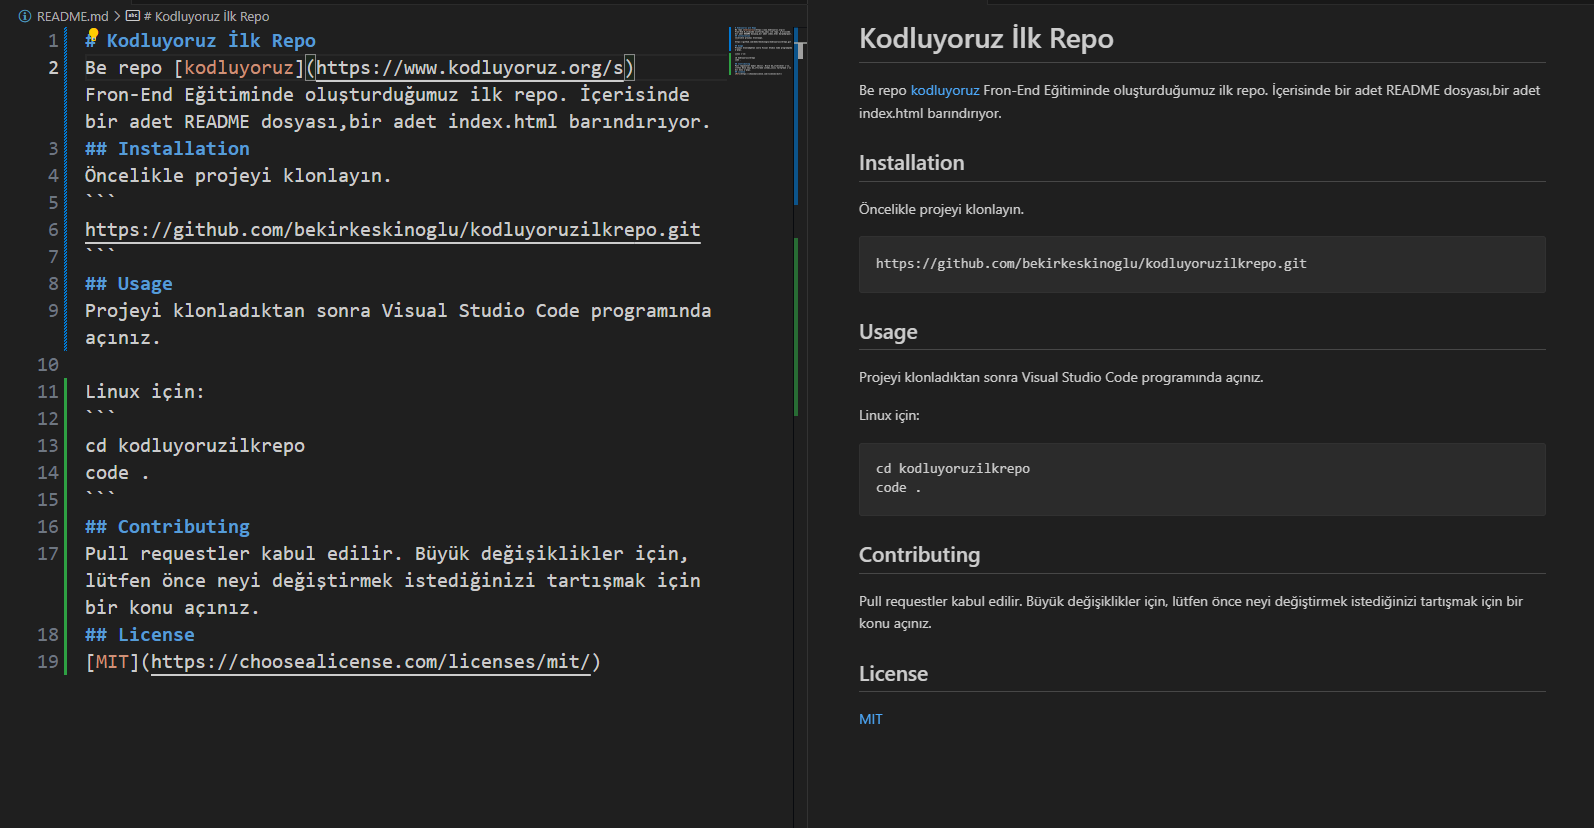 README.md > # Kodluyoruz İlk Repo
1 # Kodluyoruz İlk Repo
2 Be repo [kodluyoruz](https://www.kodluyoruz.org/s)
Fron-End Eğitiminde oluşturduğumuz ilk repo. İçerisinde
bir adet README dosyası,bir adet index.html barındırıyor.
3 ## Installation
4 Öncelikle projeyi klonlayın.
5 ```
6 https://github.com/bekirkeskinoglu/kodluyoruzilkrepo.git
7 ```
8 ## Usage
9 Projeyi klonladıktan sonra Visual Studio Code programında
açınız.
10
11 Linux için:
12 ```
13 cd kodluyoruzilkrepo
14 code .
15 ```
16 ## Contributing
17 Pull requestler kabul edilir. Büyük değişiklikler için,
lütfen önce neyi değiştirmek istediğinizi tartışmak için
bir konu açınız.
18 ## License
19 [MIT](https://choosealicense.com/licenses/mit/)
Kodluyoruz İlk Repo
Be repo kodluyoruz Fron-End Eğitiminde oluşturduğumuz ilk repo. İçerisinde bir adet README dosyası,bir adet
index.html barındırıyor.
Installation
Öncelikle projeyi klonlayın.
https://github.com/bekirkeskinoglu/kodluyoruzilkrepo.git
Usage
Projeyi klonladıktan sonra Visual Studio Code programında açınız.
Linux için:
cd kodluyoruzilkrepo
code .
Contributing
Pull requestler kabul edilir. Büyük değişiklikler için, lütfen önce neyi değiştirmek istediğinizi tartışmak için bir
konu açınız.
License
MIT